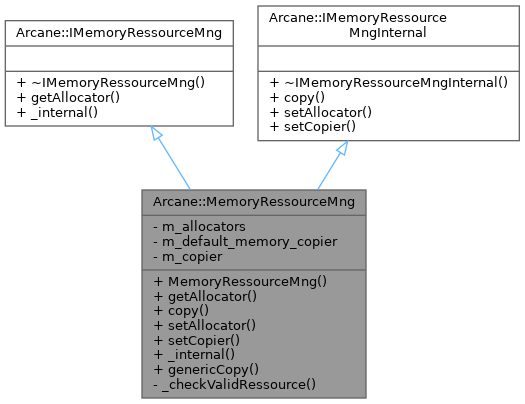 Arcane::IMemoryRessourceMng
+ ~IMemoryRessourceMng()
+ getAllocator()
+ _internal()
Arcane::IMemoryRessource
MngInternal
+ ~IMemoryRessourceMngInternal()
+ copy()
+ setAllocator()
+ setCopier()
Arcane::MemoryRessourceMng
- m_allocators
- m_default_memory_copier
- m_copier
+ MemoryRessourceMng()
+ getAllocator()
+ copy()
+ setAllocator()
+ setCopier()
+ _internal()
+ genericCopy()
- _checkValidRessource()